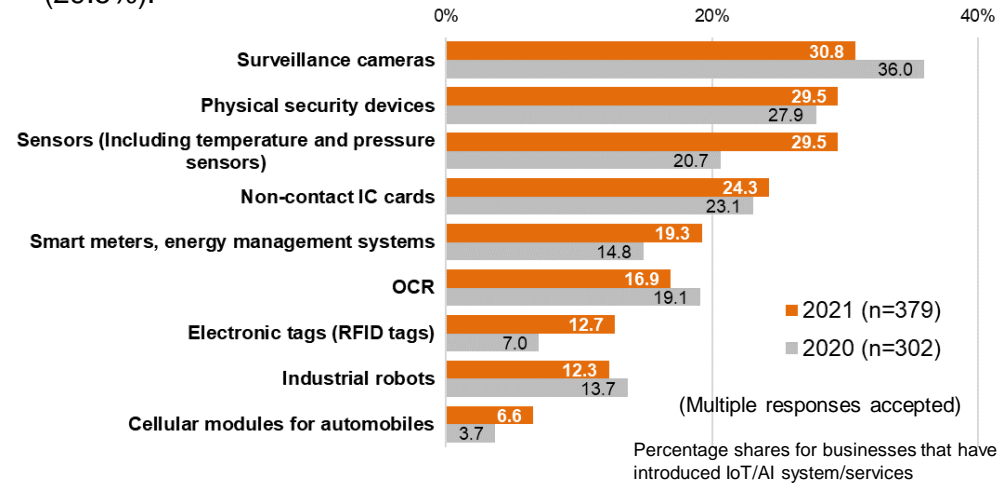 0%
20%
40%
Surveillance cameras
30.8
36.0
Physical security devices
29.5
27.9
Sensors (Including temperature and pressure
sensors)
29.5
20.7
Non-contact IC cards
24.3
23.1
Smart meters, energy management systems
19.3
14.8
OCR
16.9
19.1
Electronic tags (RFID tags)
12.7
7.0
Industrial robots
12.3
13.7
Cellular modules for automobiles
6.6
3.7
2021 (n=379)
2020 (n=302)
(Multiple responses accepted)
Percentage shares for businesses that have
introduced IoT/AI system/services